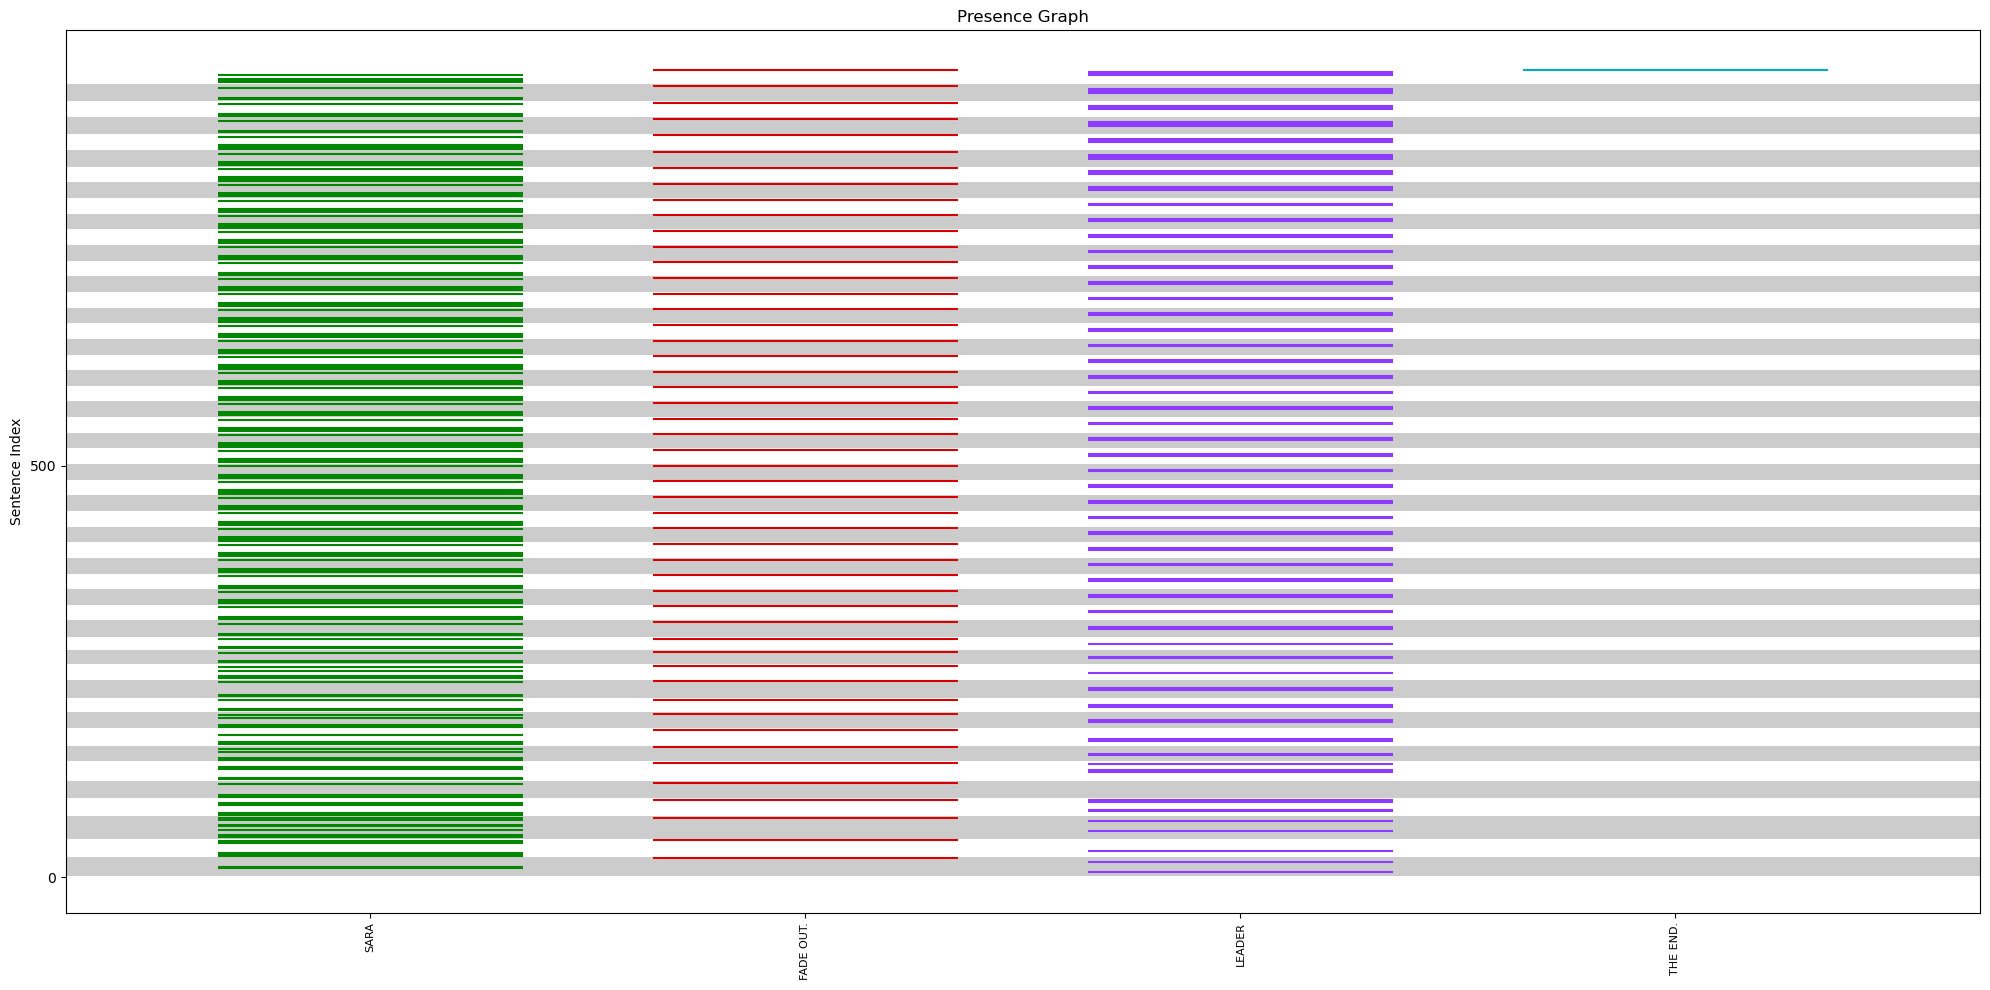 Presence Graph
Sentence Index
500
0
SARA
FADE OUT.
LEADER
THE END.